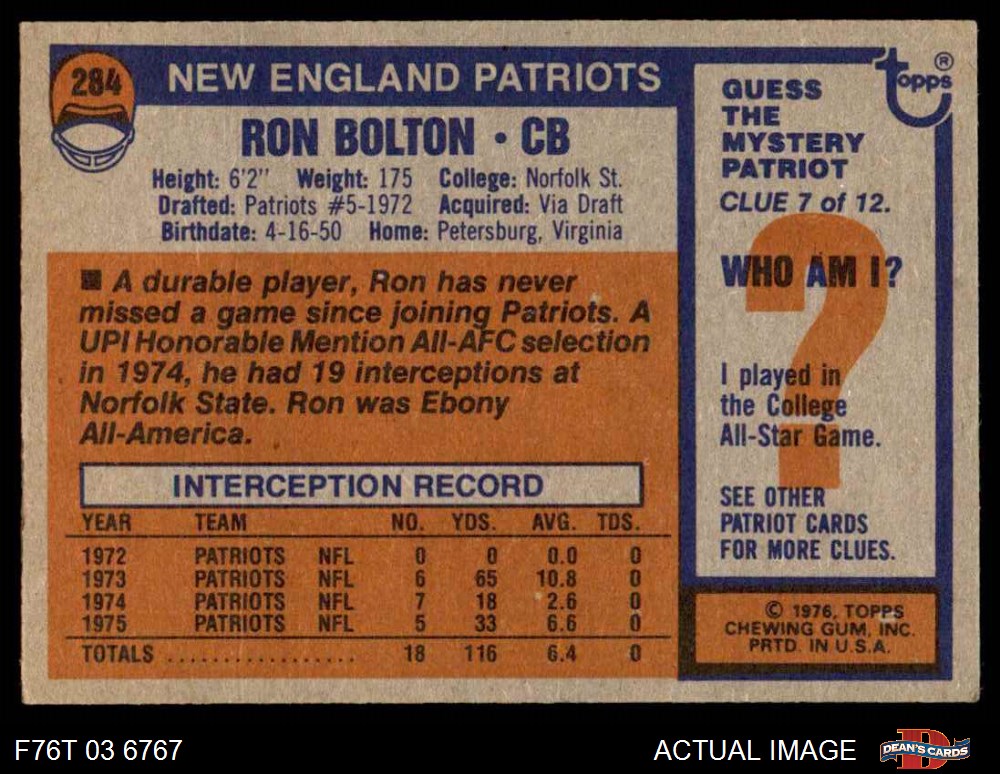 284
NEW ENGLAND PATRIOTS
RON BOLTON • CB
Height: 6'2" Weight: 175 College: Norfolk St.
Drafted: Patriots #5-1972 Acquired: Via Draft
Birthdate: 4-16-50 Home: Petersburg, Virginia
■ A durable player, Ron has never
missed a game since joining Patriots. A
UPI Honorable Mention All-AFC selection
in 1974, he had 19 interceptions at
Norfolk State. Ron was Ebony
All-America.
INTERCEPTION RECORD
YEAR TEAM NO. YDS. AVG. TDS.
1972 PATRIOTS NFL 0 0 0.0 0
1973 PATRIOTS NFL 6 65 10.8 0
1974 PATRIOTS NFL 7 18 2.6 0
1975 PATRIOTS NFL 5 33 6.6 0
TOTALS ................. 18 116 6.4 0
topps ®
GUESS
THE
MYSTERY
PATRIOT
CLUE 7 of 12.
?
WHO AM I?
I played in
the College
All-Star Game.
SEE OTHER
PATRIOT CARDS
FOR MORE CLUES.
© 1976, TOPPS
CHEWING GUM, INC.
PRTD. IN U.S.A.
F76T 03 6767
ACTUAL IMAGE
D
DEAN'S CARDS